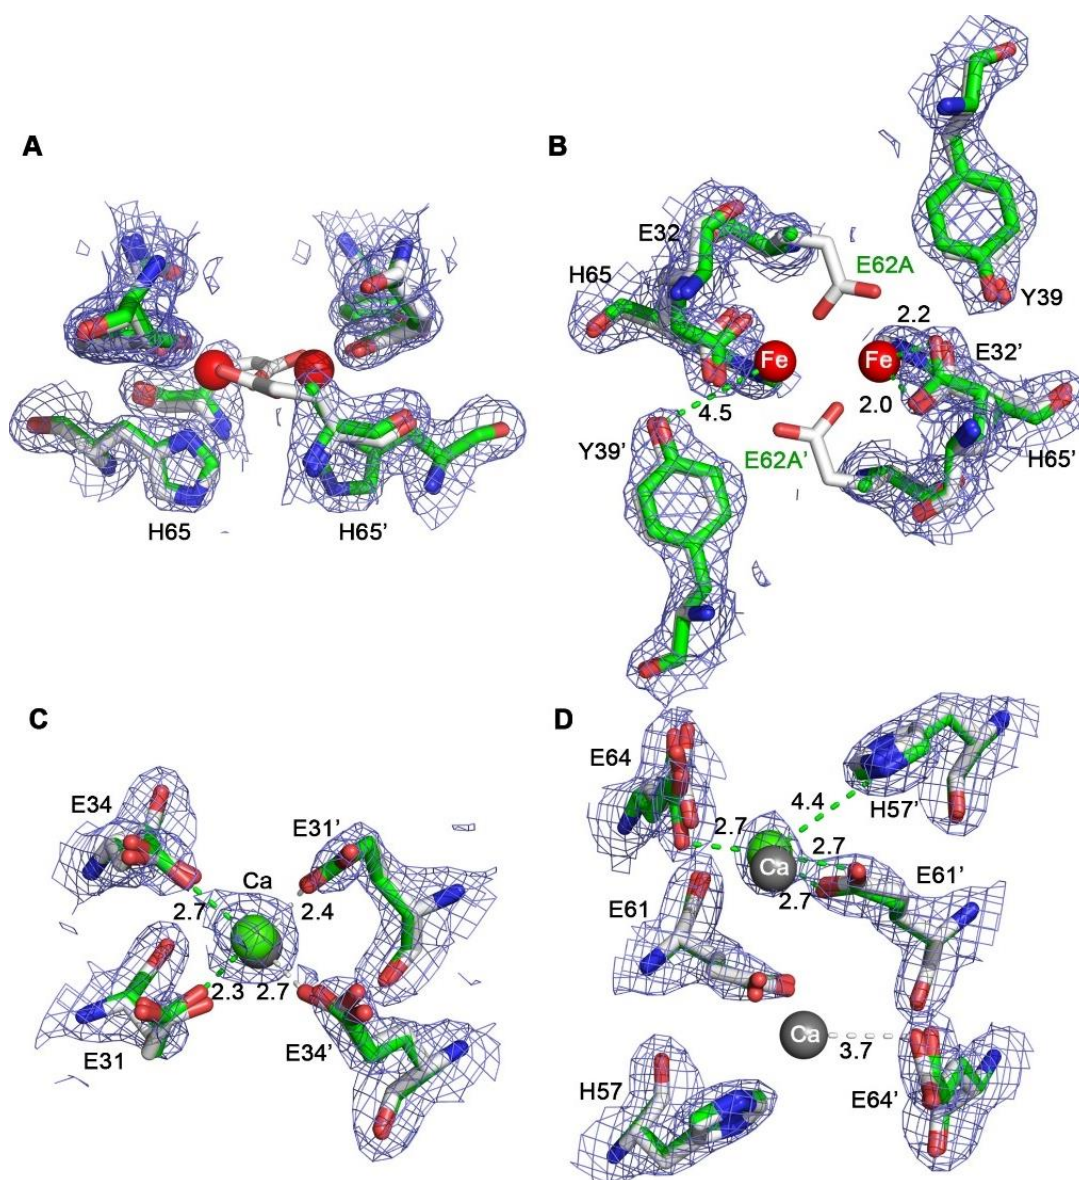 A
B
E32
E62A
H65
Y39
2.2
Fe
Fe
E32'
4.5
2.0
Y39'
E62A'
H65'
H65
H65'
C
D
E64
H57'
4.4
E34
E31'
2.7
Ca
2.7
Ca
E61'
2.7
2.4
2.7
E61
2.3
2.7
E31
E34'
Ca
3.7
H57
E64'